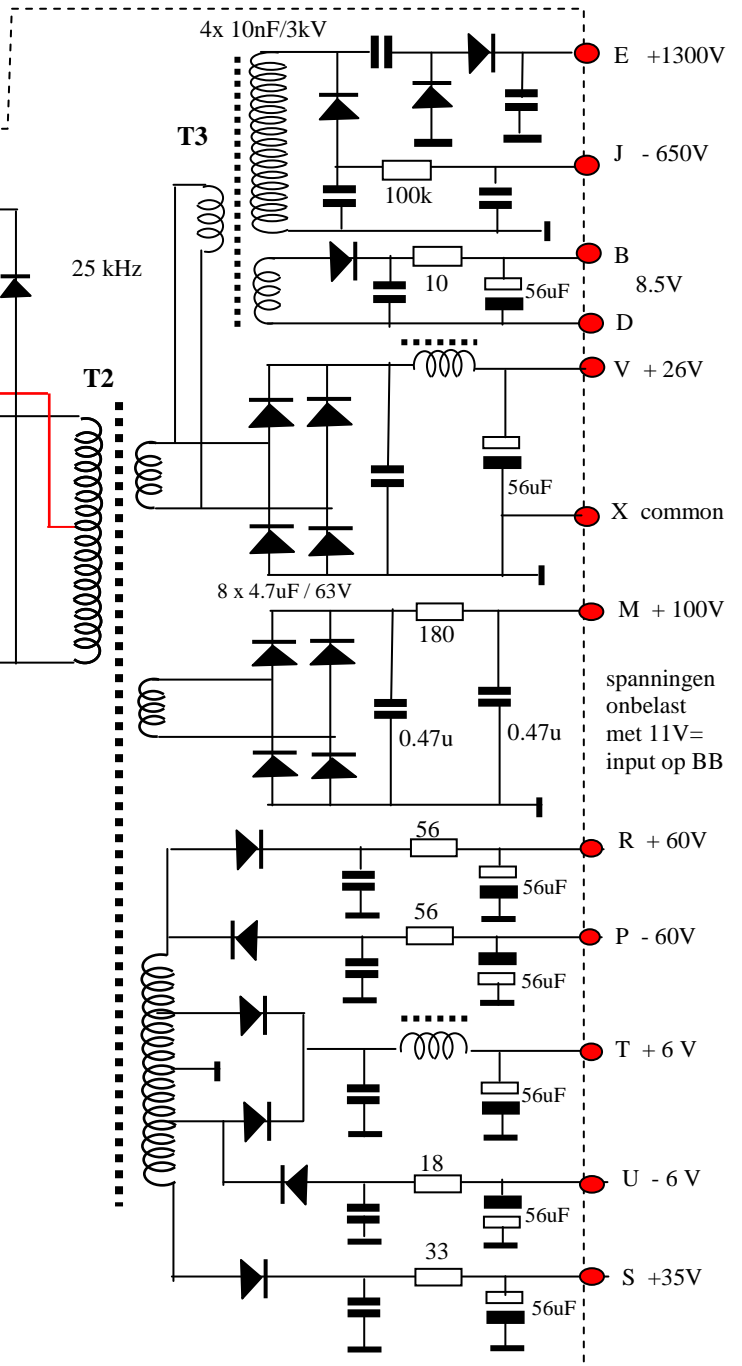 4x 10nF/3kV
E +1300V
T3
J - 650V
100k
B
25 kHz
10
56uF
8.5V
D
T2
V + 26V
56uF
X common
8 x 4.7uF / 63V
M + 100V
180
spanningen
onbelast
met 11V=
input op BB
0.47u
0.47u
56
R + 60V
56uF
56
P - 60V
56uF
T + 6 V
56uF
18
U - 6 V
56uF
33
S +35V
56uF